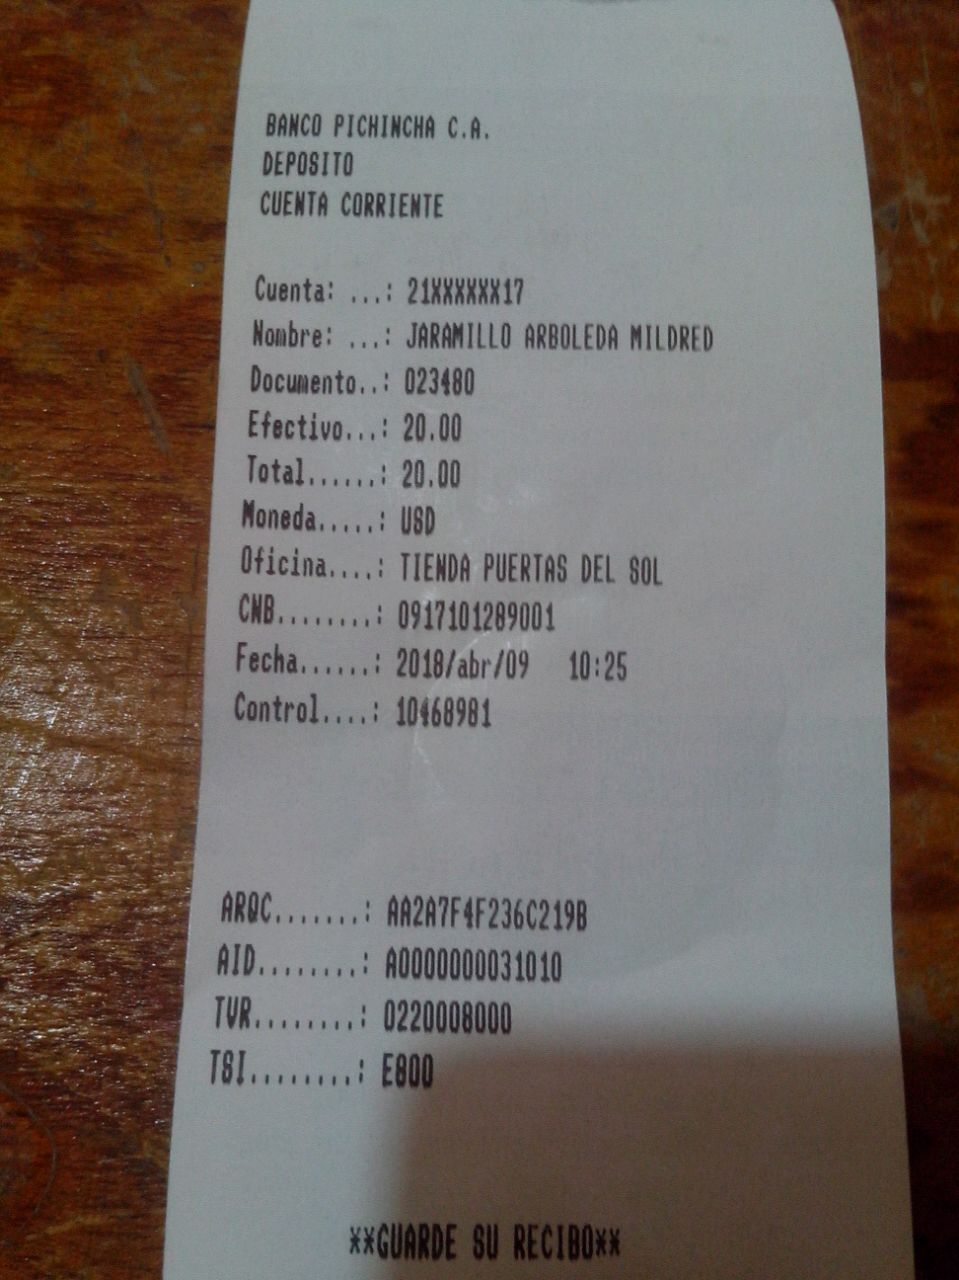 BANCO PICHINCHA C.A.
DEPOSITO
CUENTA CORRIENTE
Cuenta: ...: 21XXXXXX17
Nombre: ...: JARAMILLO ARBOLEDA MILDRED
Documento..: 023480
Efectivo...: 20.00
Total......: 20.00
Moneda.....: USD
Oficina....: TIENDA PUERTAS DEL SOL
CNB........: 0917101289001
Fecha......: 2018/abr/09 10:25
Control....: 10468981
ARQC.......: AA2A7F4F236C219B
AID........: A0000000031010
TVR........: 0220008000
TSI........: E800
**GUARDE SU RECIBO**